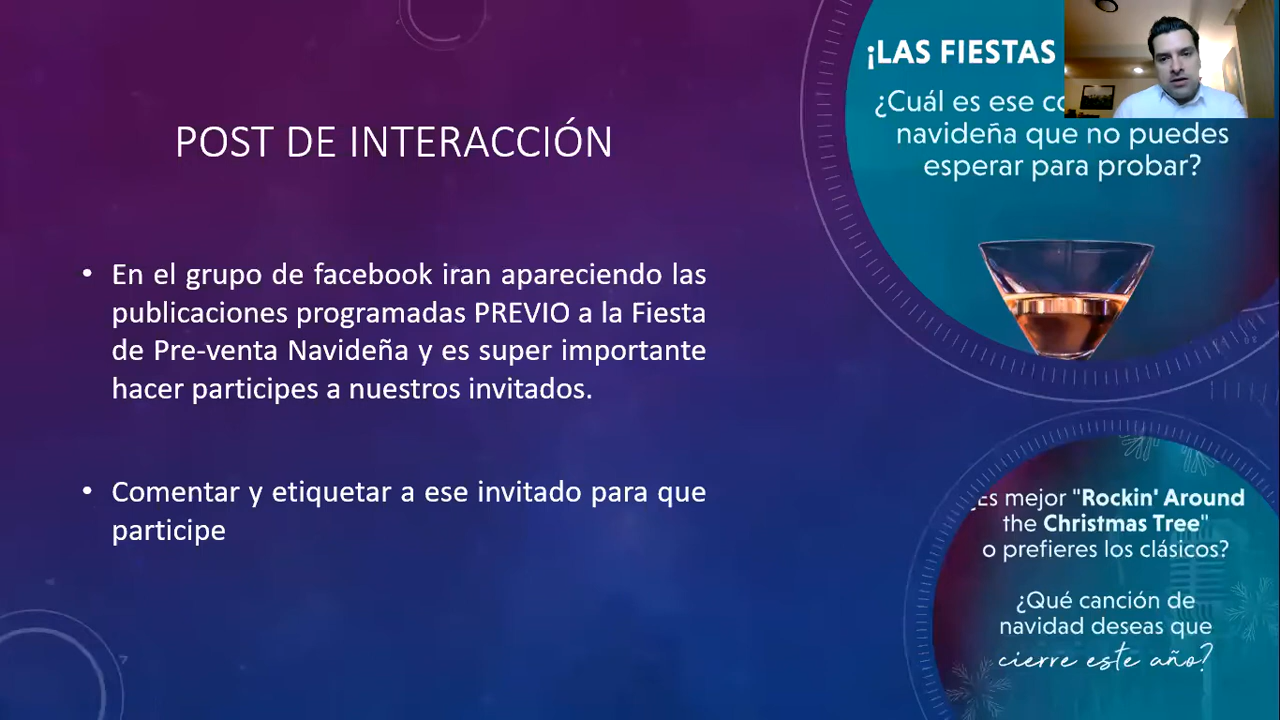 POST DE INTERACCIÓN
• En el grupo de facebook iran apareciendo las
publicaciones programadas PREVIO a la Fiesta
de Pre-venta Navideña y es super importante
hacer participes a nuestros invitados.
• Comentar y etiquetar a ese invitado para que
participe
¡LAS FIESTAS
¿Cuál es ese
navideña que no puedes
esperar para probar?
¿Es mejor "Rockin' Around
the Christmas Tree"
o prefieres los clásicos?
¿Qué canción de
navidad deseas que
cierre este año?